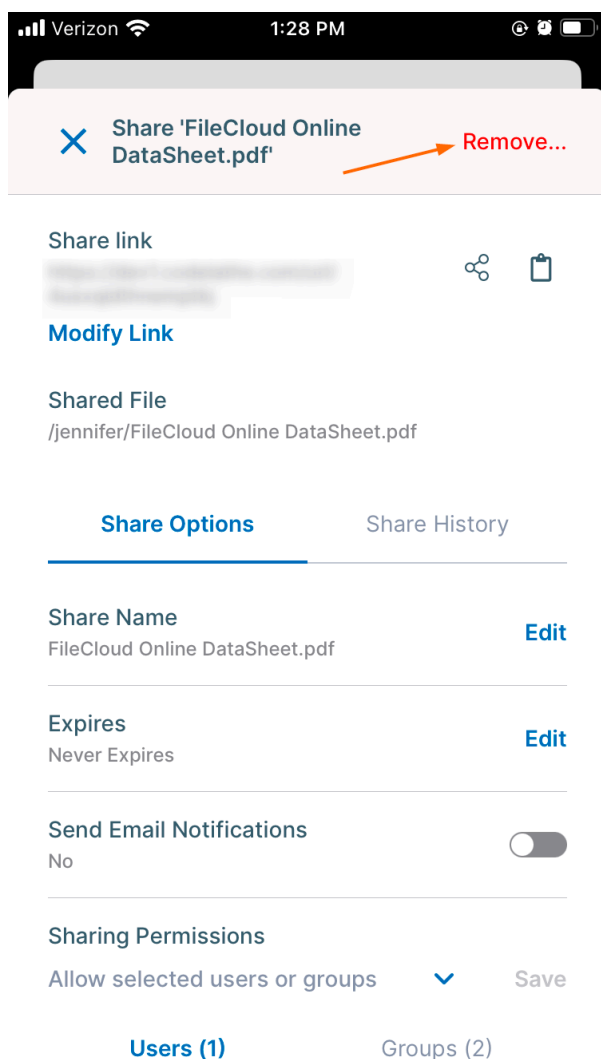 Verizon 1:28 PM
Share 'FileCloud Online
DataSheet.pdf'
Remove...
Share link
Modify Link
Shared File
/jennifer/FileCloud Online DataSheet.pdf
Share Options Share History
Share Name
FileCloud Online DataSheet.pdf
Edit
Expires
Never Expires
Edit
Send Email Notifications
No
Sharing Permissions
Allow selected users or groups Save
Users (1) Groups (2)